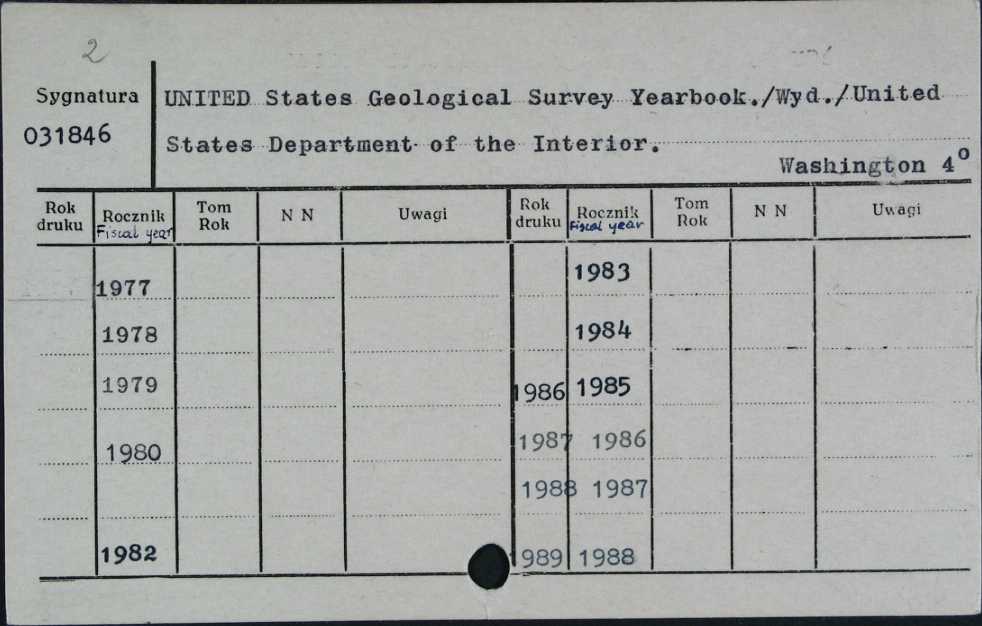 2
Sygnatura
031846
UNITED States Geological Survey Yearbook./Wyd./United
States Department of the Interior.
Washington 4º
Rok druku Rocznik Fiscal year Tom Rok N N Uwagi Rok druku Rocznik Fiscal year Tom Rok N N Uwagi
1977 1983
1978 1984
1979 1986 1985
1980 1987 1986
1988 1987
1982 1989 1988